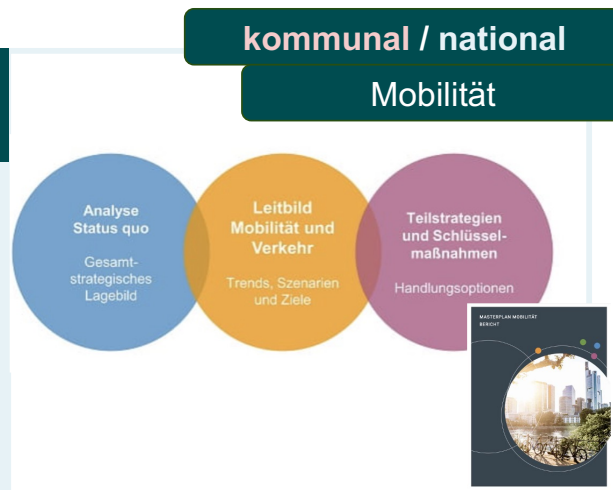 kommunal / national
Mobilität
Analyse
Status quo
Gesamt-
strategisches
Lagebild
Leitbild
Mobilität und
Verkehr
Trends, Szenarien
und Ziele
Teilstrategien
und Schlüssel-
maßnahmen
Handlungsoptionen
MASTERPLAN MOBILITÄT
BERICHT